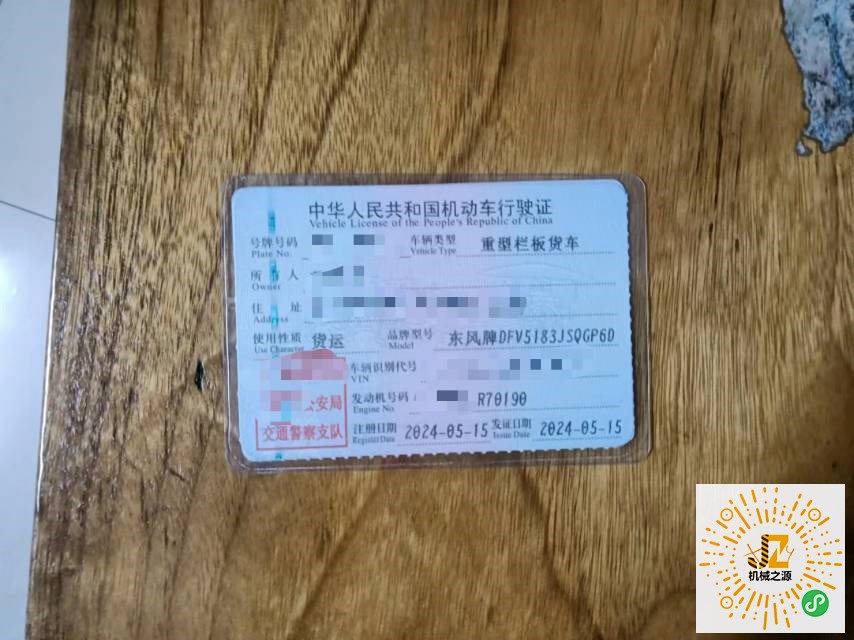 中华人民共和国机动车行驶证
Vehicle License of the People's Republic of China
号牌号码 车辆类型 重型栏板货车
Plate No. Vehicle Type
所有人
Owner
住址
Address
使用性质 货运 品牌型号 东风牌DFV5183JSQGP6D
Use Character Model
车辆识别代号
VIN
公安局
交通警察支队
发动机号码 R70190
Engine No.
注册日期 2024-05-15 发证日期 2024-05-15
Register Date Issue Date
JZ
机械之源